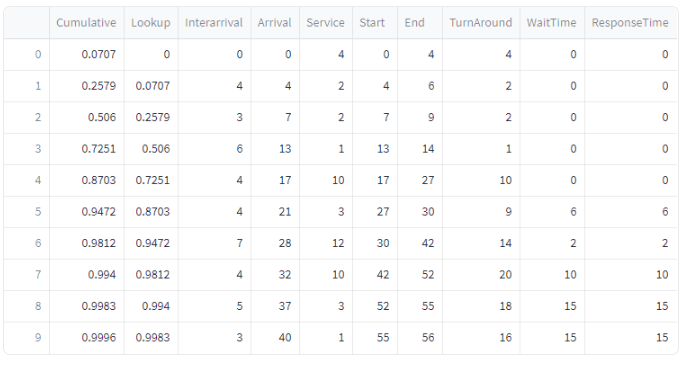 Cumulative Lookup Interarrival Arrival Service Start End TurnAround WaitTime ResponseTime
0 0.0707 0 0 0 4 0 4 4 0 0
1 0.2579 0.0707 4 4 2 4 6 2 0 0
2 0.506 0.2579 3 7 2 7 9 2 0 0
3 0.7251 0.506 6 13 1 13 14 1 0 0
4 0.8703 0.7251 4 17 10 17 27 10 0 0
5 0.9472 0.8703 4 21 3 27 30 9 6 6
6 0.9812 0.9472 7 28 12 30 42 14 2 2
7 0.994 0.9812 4 32 10 42 52 20 10 10
8 0.9983 0.994 5 37 3 52 55 18 15 15
9 0.9996 0.9983 3 40 1 55 56 16 15 15